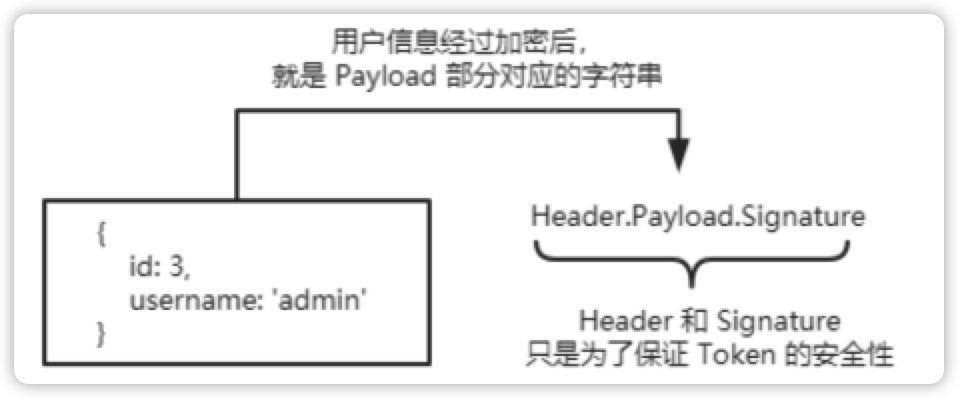 用户信息经过加密后，
就是 Payload 部分对应的字符串
{
id: 3,
username: 'admin'
}
Header.Payload.Signature
Header 和 Signature
只是为了保证 Token 的安全性